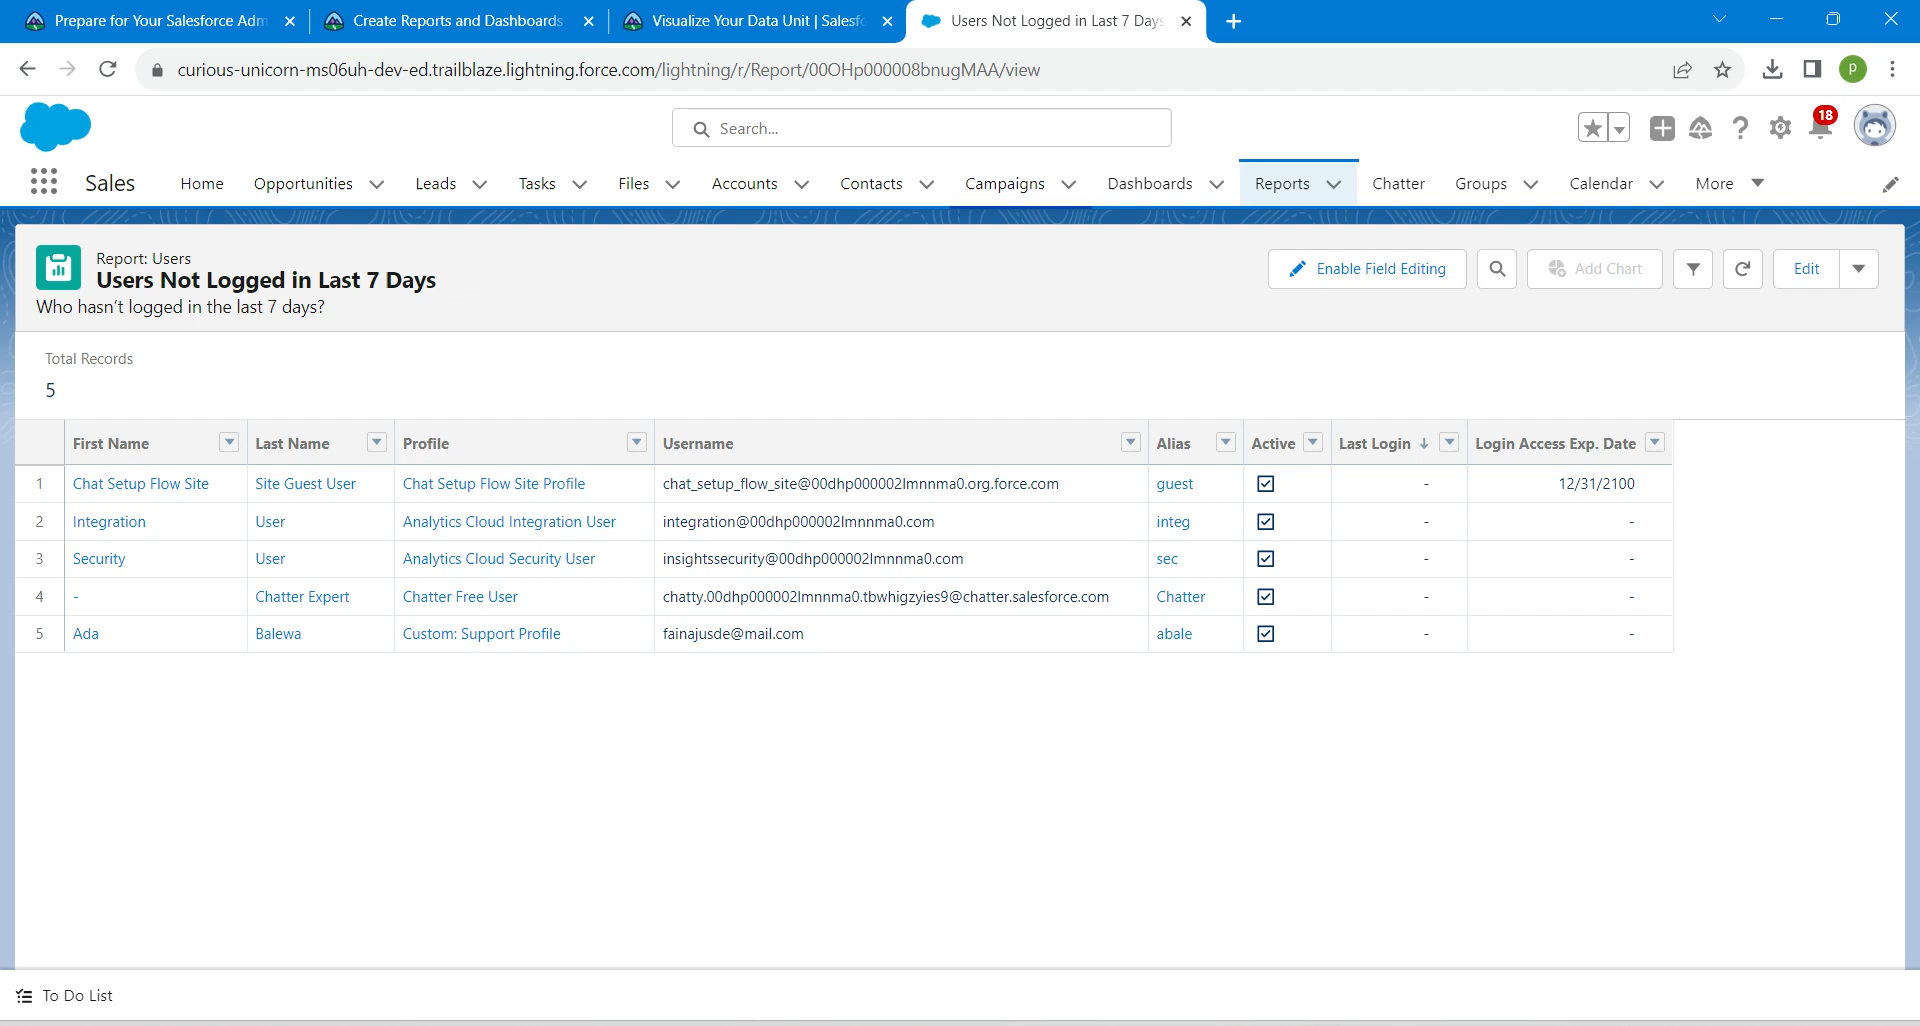 Prepare for Your Salesforce Adm
Create Reports and Dashboards
Visualize Your Data Unit | Salesfo
Users Not Logged in Last 7 Days
curious-unicorn-ms06uh-dev-ed.trailblaze.lightning.force.com/lightning/r/Report/00OHp000008bnugMAA/view
P
Search...
18
Sales
Home
Opportunities
Leads
Tasks
Files
Accounts
Contacts
Campaigns
Dashboards
Reports
Chatter
Groups
Calendar
More
Report: Users
Users Not Logged in Last 7 Days
Who hasn't logged in the last 7 days?
Enable Field Editing
Add Chart
Edit
Total Records
5
First Name Last Name Profile Username Alias Active Last Login ↓ Login Access Exp. Date
1 Chat Setup Flow Site Site Guest User Chat Setup Flow Site Profile chat_setup_flow_site@00dhp000002lmnnma0.org.force.com guest - 12/31/2100
2 Integration User Analytics Cloud Integration User integration@00dhp000002lmnnma0.com integ - -
3 Security User Analytics Cloud Security User insightssecurity@00dhp000002lmnnma0.com sec - -
4 - Chatter Expert Chatter Free User chatty.00dhp000002lmnnma0.tbwhigzyies9@chatter.salesforce.com Chatter - -
5 Ada Balewa Custom: Support Profile fainajusde@mail.com abale - -
To Do List